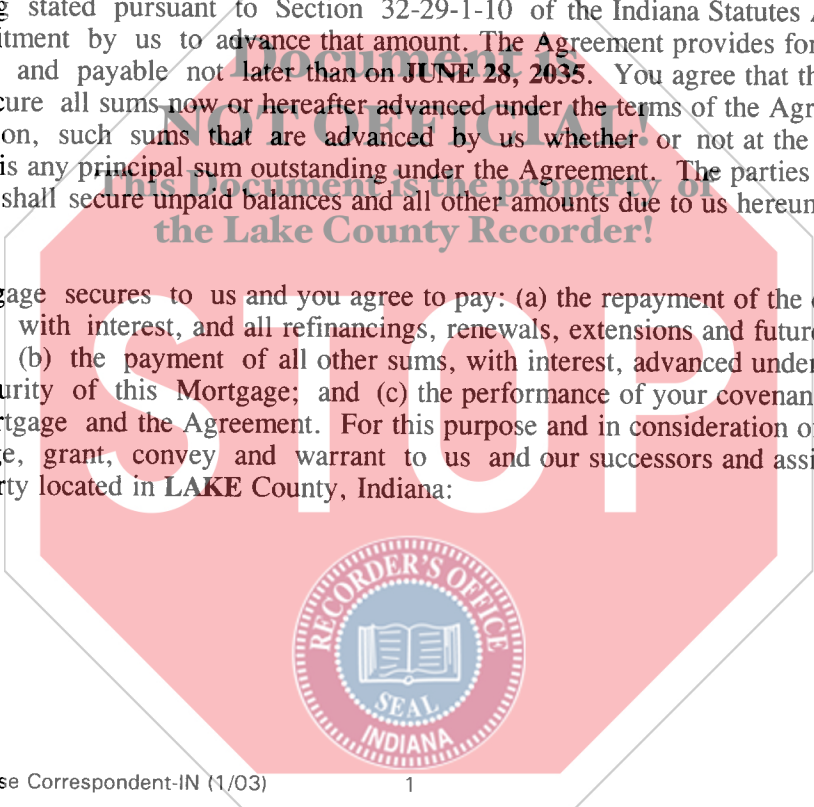 stated pursuant to Section 32-29-1-10 of the Indiana Statutes
itment by us to advance that amount. The Agreement provides for
Document is
and payable not later than on JUNE 28, 2035. You agree that th
cure all sums now or hereafter advanced under the terms of the Agr
NOT OFFICIAL!
on, such sums that are advanced by us whether or not at the
is any principal sum outstanding under the Agreement. The parties
This Document is the property of
shall secure unpaid balances and all other amounts due to us hereun
the Lake County Recorder!
gage secures to us and you agree to pay: (a) the repayment of the
with interest, and all refinancings, renewals, extensions and future
(b) the payment of all other sums, with interest, advanced under
urity of this Mortgage; and (c) the performance of your covenan
rtgage and the Agreement. For this purpose and in consideration of
e, grant, convey and warrant to us and our successors and assi
rty located in LAKE County, Indiana:
STOP
RECORDER'S OFFICE
SEAL
INDIANA
se Correspondent-IN (1/03) 1